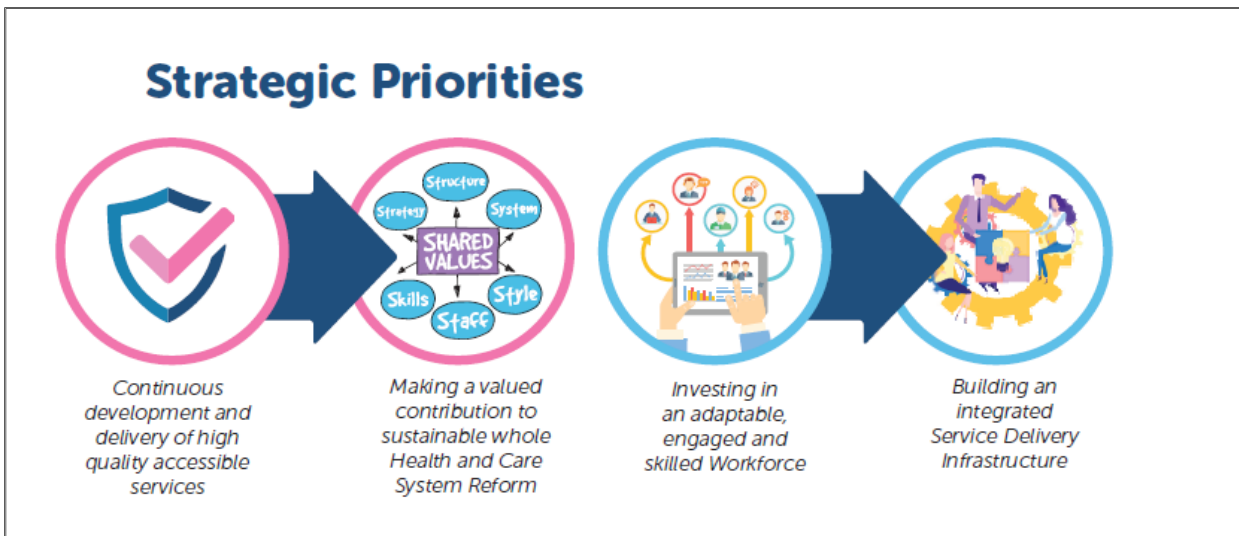 Strategic Priorities
Structure
Strategy
System
SHARED
VALUES
Skills
Style
Staff
Continuous
development and
delivery of high
quality accessible
services
Making a valued
contribution to
sustainable whole
Health and Care
System Reform
Investing in
an adaptable,
engaged and
skilled Workforce
Building an
integrated
Service Delivery
Infrastructure